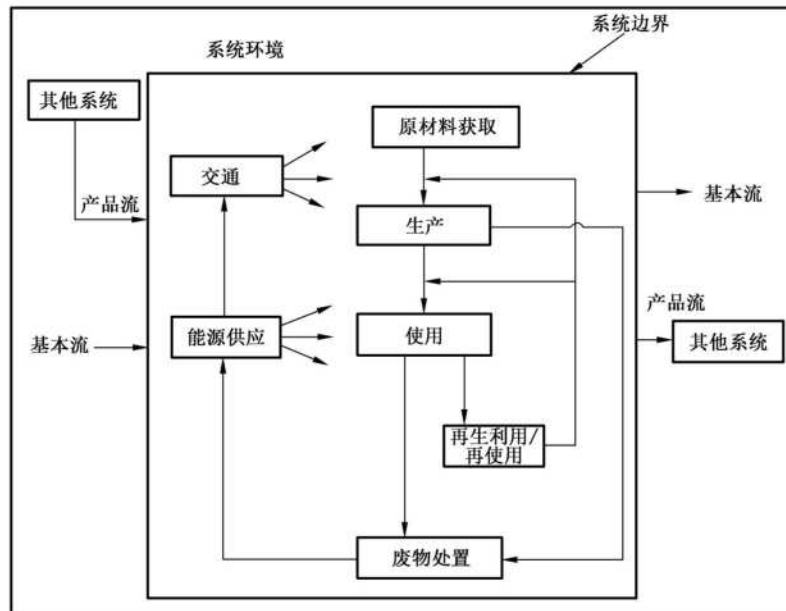 系统边界
系统环境
其他系统
原材料获取
交通
产品流
基本流
生产
产品流
能源供应
使用
基本流
其他系统
再生利用/
再使用
废物处置